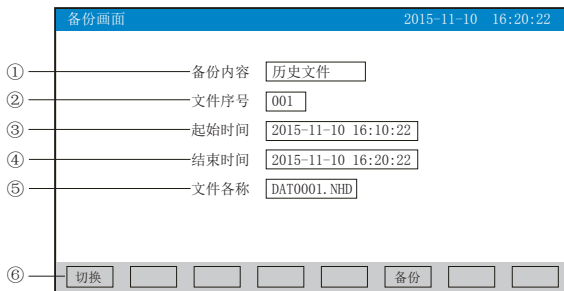 备份画面 2015-11-10 16:20:22
① 备份内容 历史文件
② 文件序号 001
③ 起始时间 2015-11-10 16:10:22
④ 结束时间 2015-11-10 16:20:22
⑤ 文件各称 DAT0001.NHD
⑥ 切换 备份